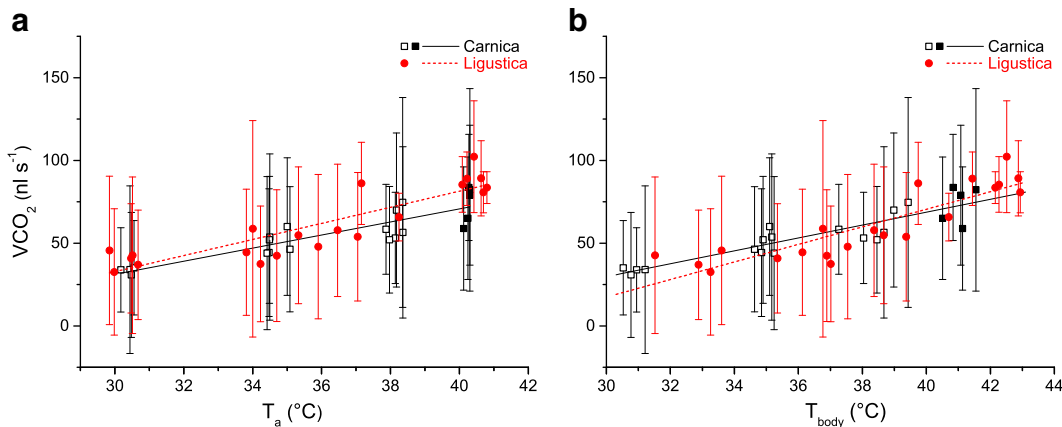 a
b
Carnica
Ligustica
Carnica
Ligustica
VCO₂ (nl s⁻¹)
150
100
50
0
150
100
50
0
30 32 34 36 38 40 42
30 32 34 36 38 40 42 44
Tₐ (°C)
T_body (°C)